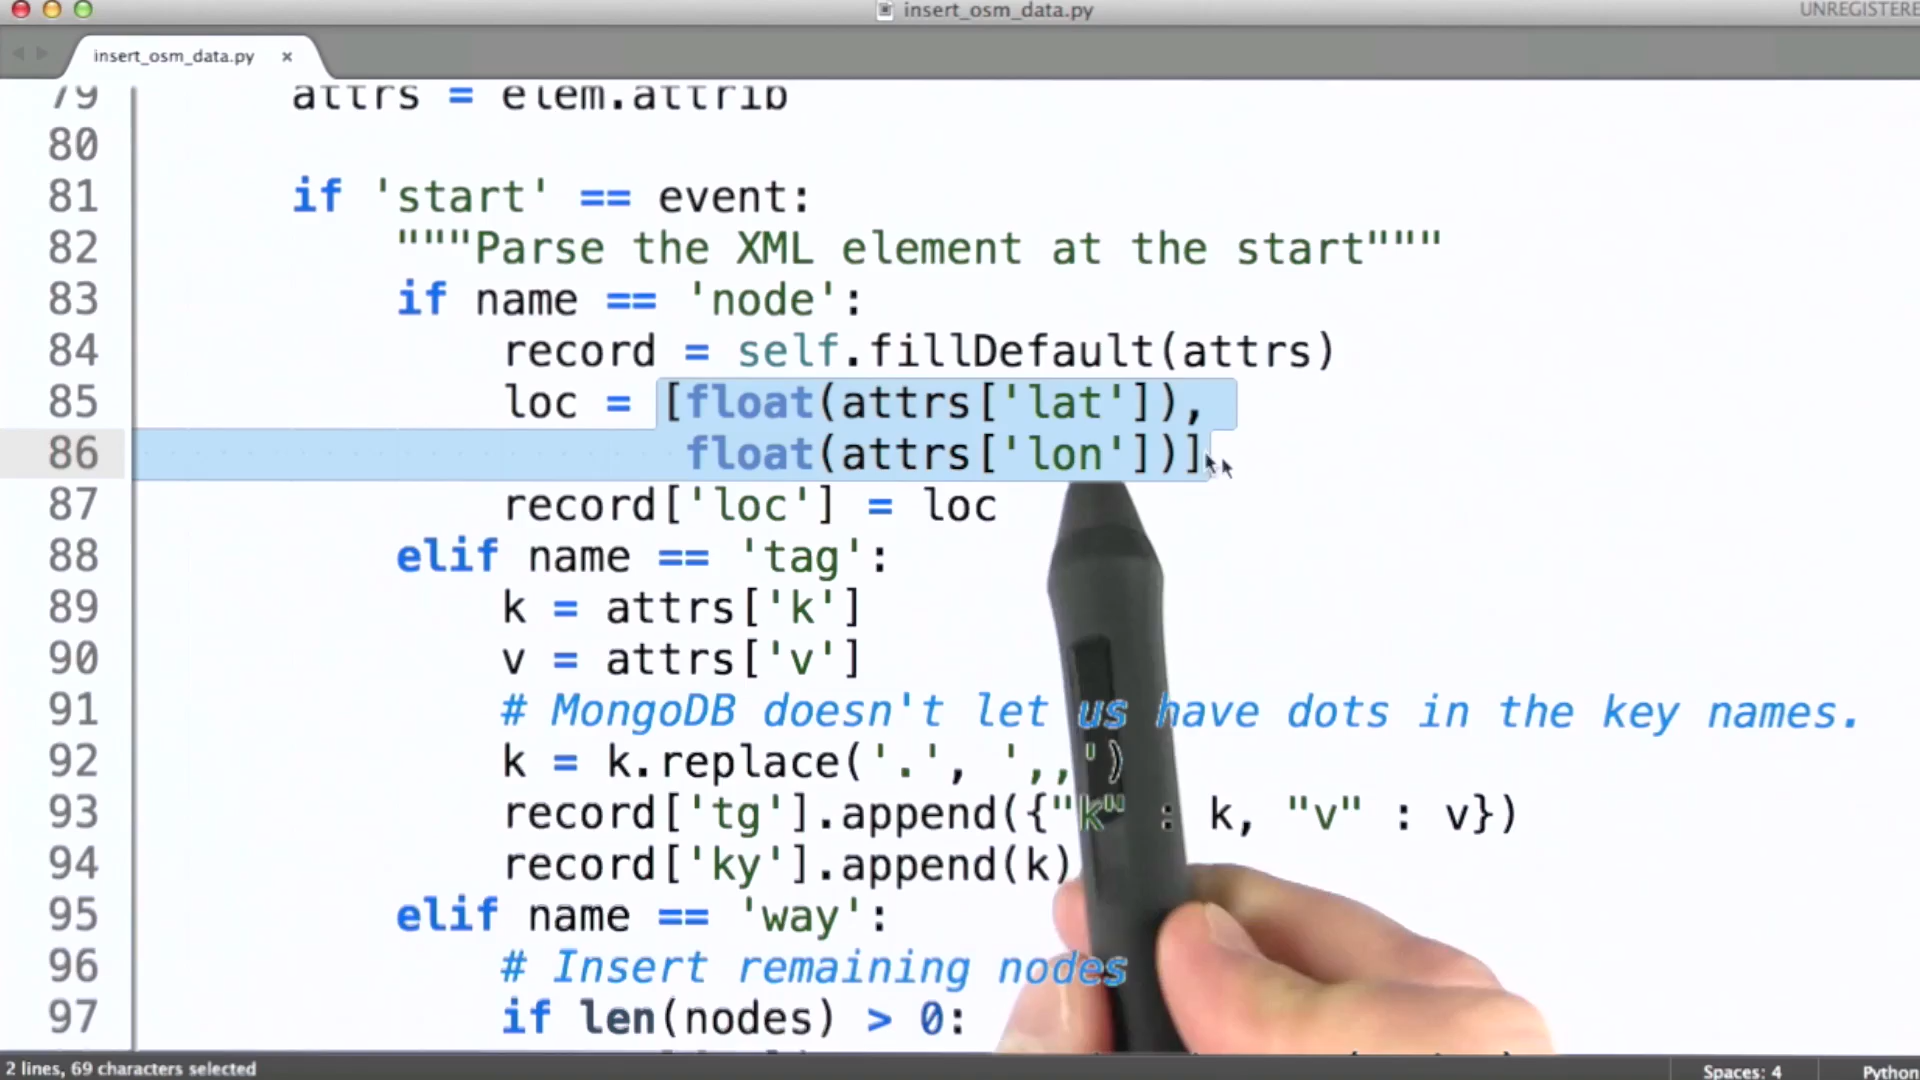 insert_osm_data.py
UNREGISTERE
insert_osm_data.py ×
79 attrs = elem.attrib
80
81 if 'start' == event:
82 """Parse the XML element at the start"""
83 if name == 'node':
84 record = self.fillDefault(attrs)
85 loc = [float(attrs['lat']),
86 float(attrs['lon'])]
87 record['loc'] = loc
88 elif name == 'tag':
89 k = attrs['k']
90 v = attrs['v']
91 # MongoDB doesn't let us have dots in the key names.
92 k = k.replace('.', ',,')
93 record['tg'].append({"k" : k, "v" : v})
94 record['ky'].append(k)
95 elif name == 'way':
96 # Insert remaining nodes
97 if len(nodes) > 0:
2 lines, 69 characters selected
Spaces: 4
Python